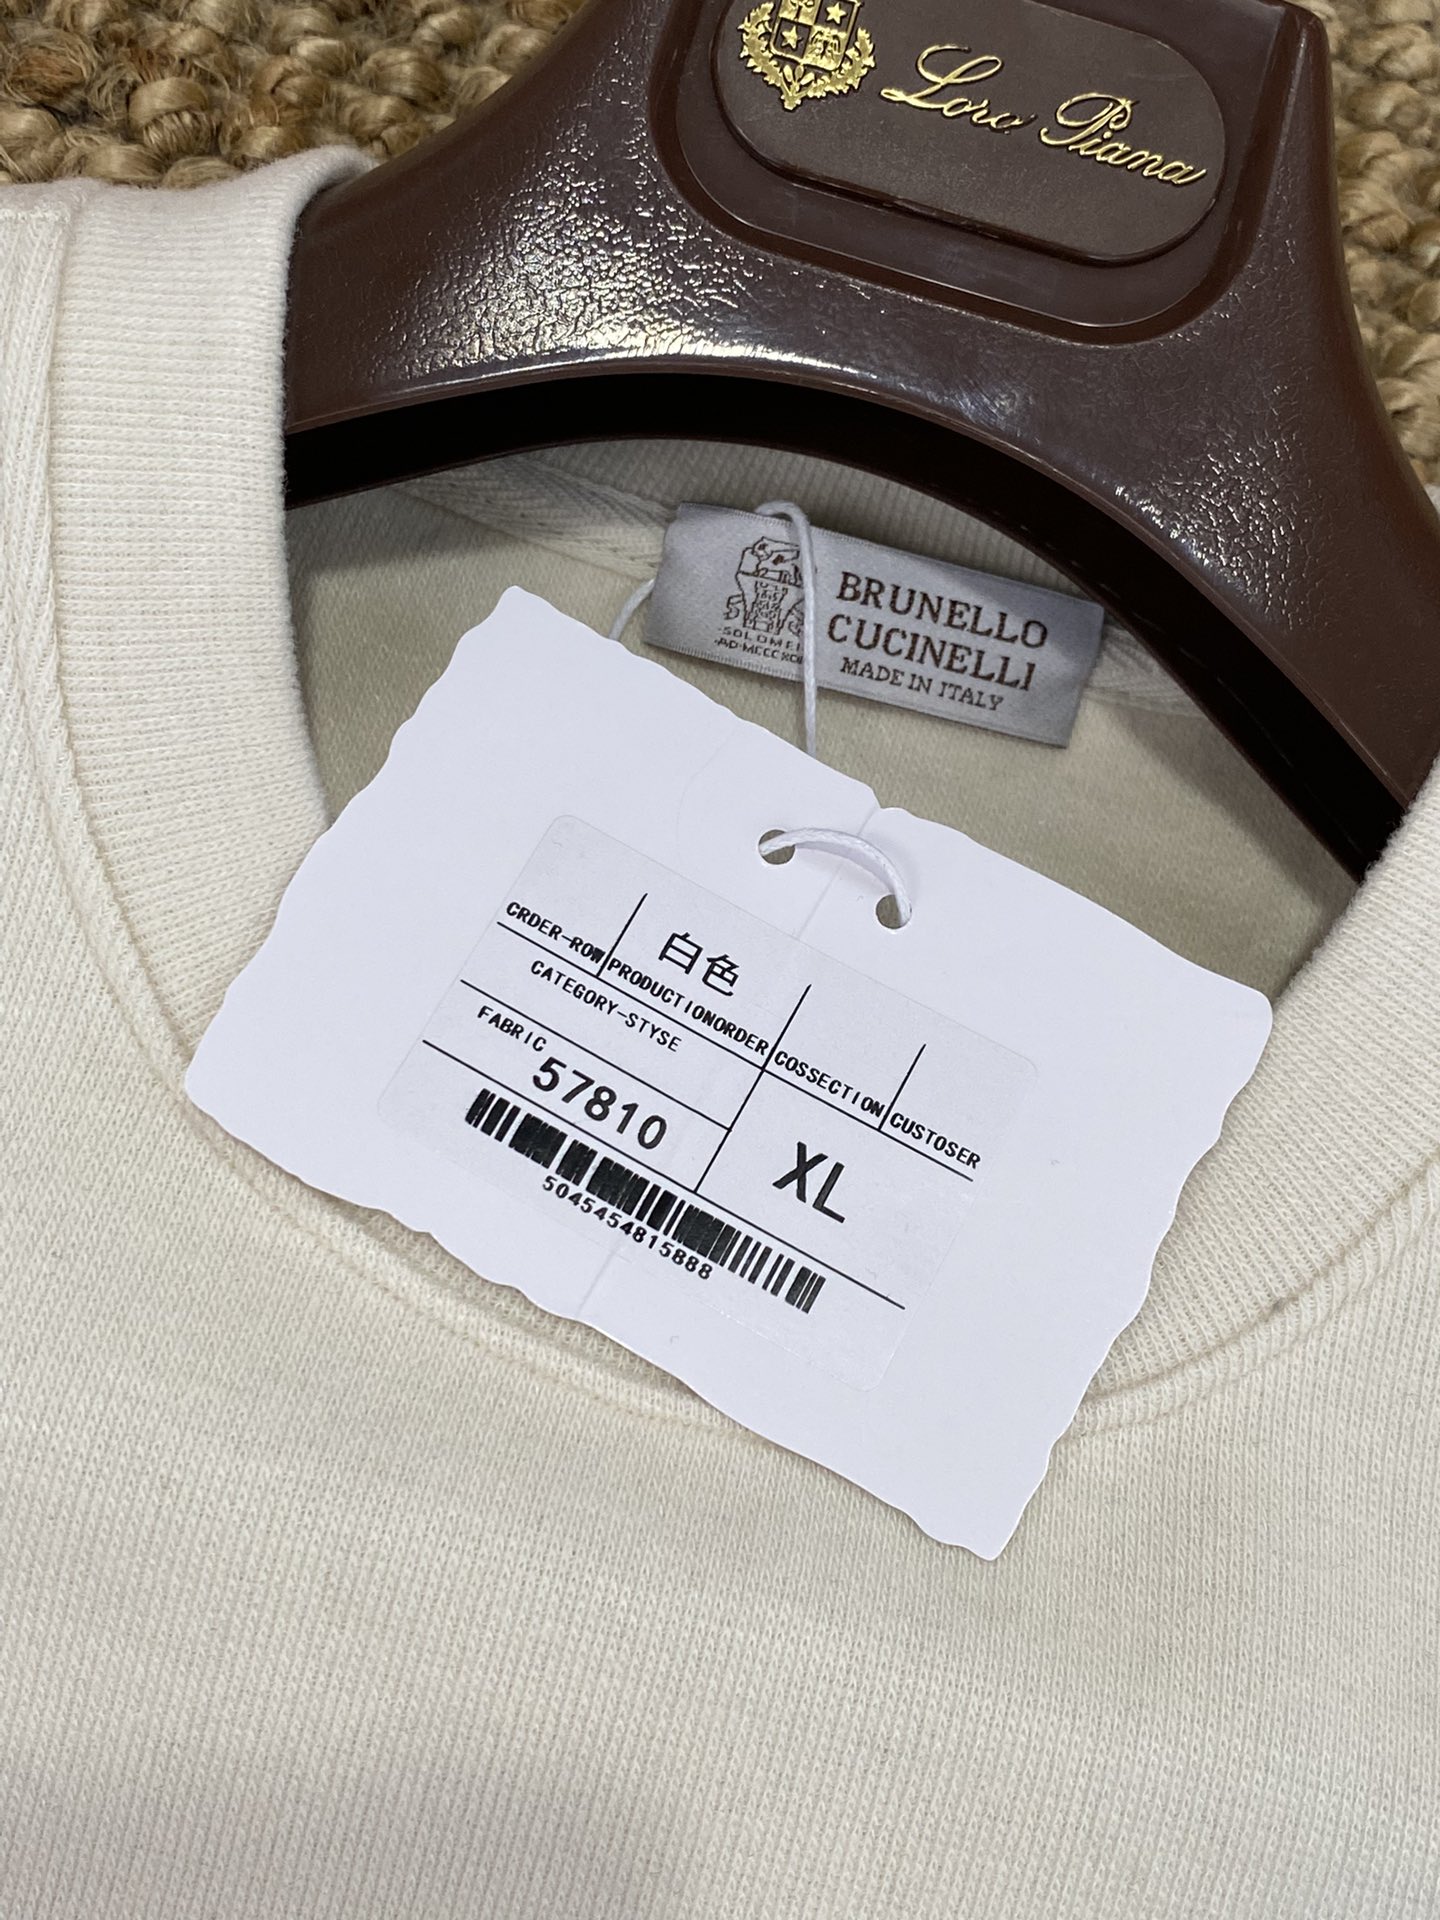 Loro Piana
BRUNELLO
CUCINELLI
MADE IN ITALY
白色
CRDER-ROW
PRODUCTIONORDER
COSSECTION
CUSTOSER
CATEGORY-STYSE
FABRIC
57810
XL
5045454815888